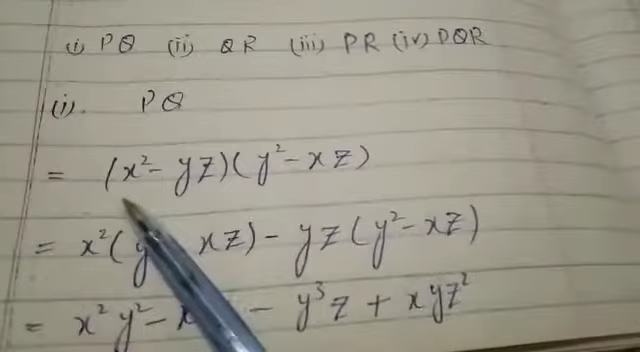 (i) PQ (ii) QR (iii) PR (iv) PQR
(i). PQ
= (x²- yz)(y²- xz)
= x²(y² xz) - yz(y²- xz)
= x²y² - x - y³z + xyz²